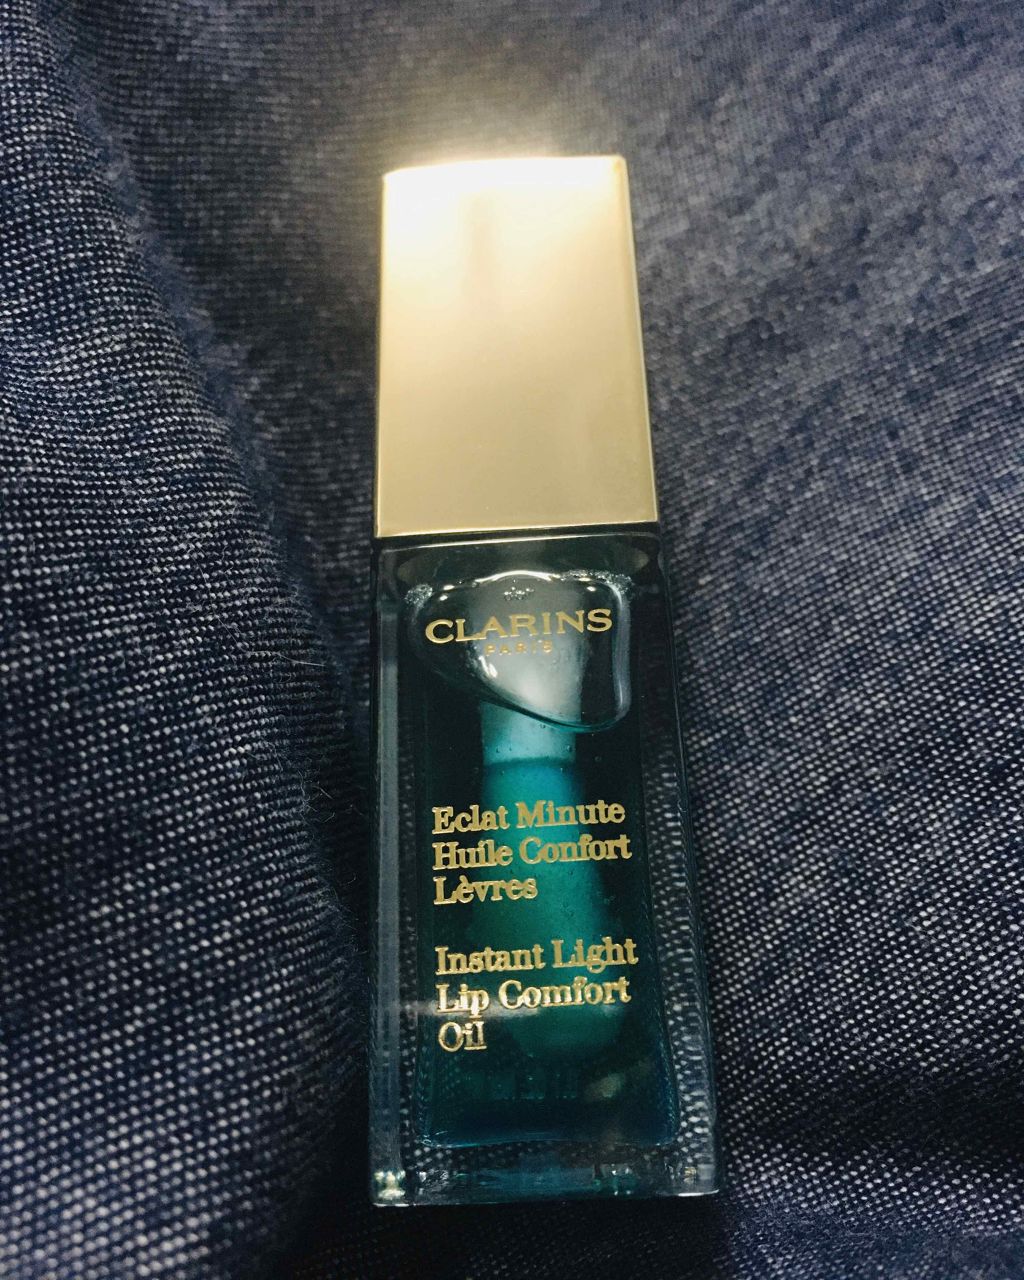 CLARINS
PARIS
Eclat Minute
Huile Confort
Lèvres
Instant Light
Lip Comfort
Oil